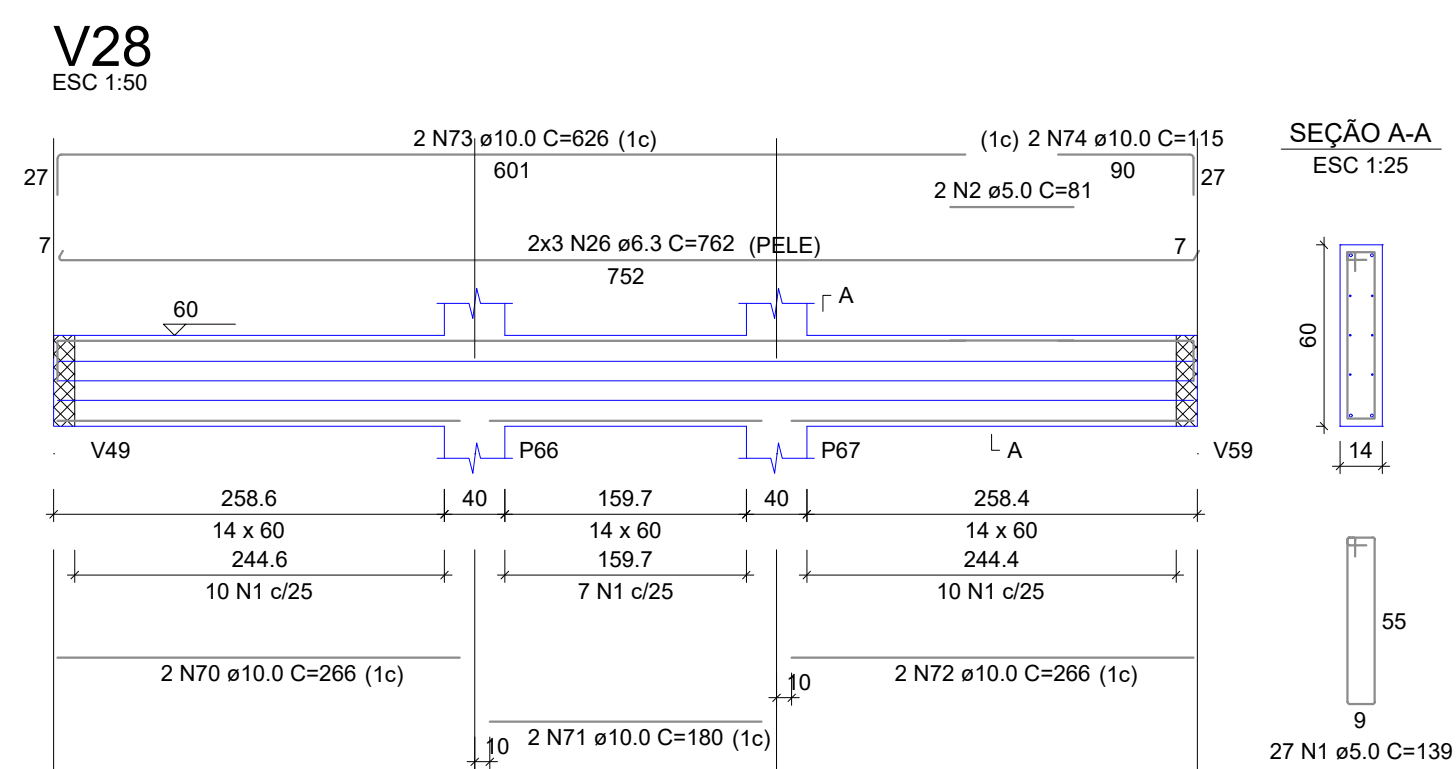 V28
ESC 1:50
2 N73 ø10.0 C=626 (1c)
(1c) 2 N74 ø10.0 C=115
SEÇÃO A-A
ESC 1:25
27
601
90
27
2 N2 ø5.0 C=81
7
2x3 N26 ø6.3 C=762 (PELE)
7
752
A
60
60
V49
P66
P67
A
V59
14
258.6
40
159.7
40
258.4
14 x 60
14 x 60
14 x 60
244.6
159.7
244.4
10 N1 c/25
7 N1 c/25
10 N1 c/25
55
2 N70 ø10.0 C=266 (1c)
2 N72 ø10.0 C=266 (1c)
10
9
2 N71 ø10.0 C=180 (1c)
10
27 N1 ø5.0 C=139